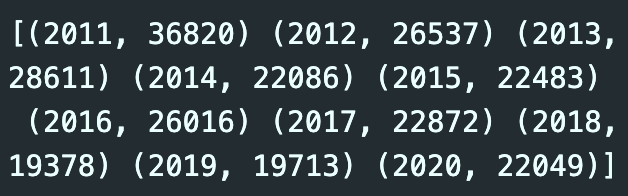 [(2011, 36820) (2012, 26537) (2013,
28611) (2014, 22086) (2015, 22483)
(2016, 26016) (2017, 22872) (2018,
19378) (2019, 19713) (2020, 22049)]